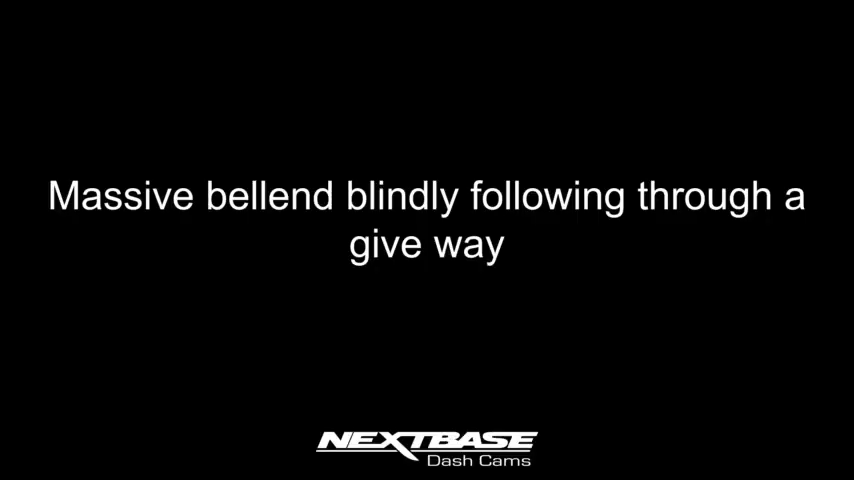 Massive bellend blindly following through a
give way
NEXTBASE
Dash Cams